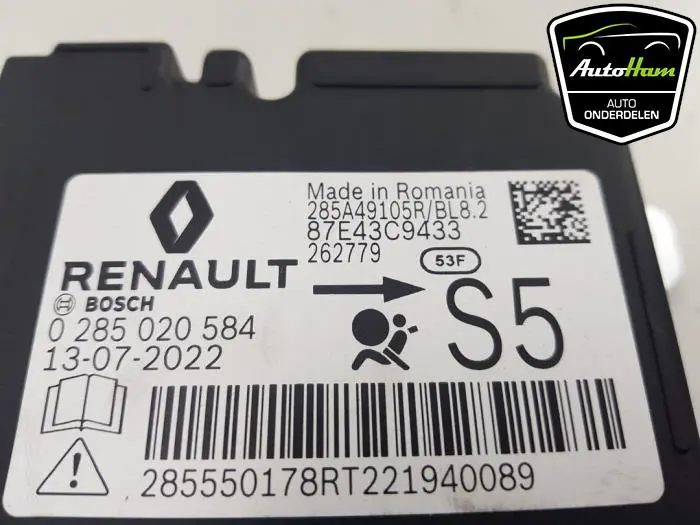 AutoHam
AUTO
ONDERDELEN
Made in Romania
285A49105R/BL8.2
87E43C9433
262779
53F
RENAULT
BOSCH
S5
0 285 020 584
13-07-2022
285550178RT221940089